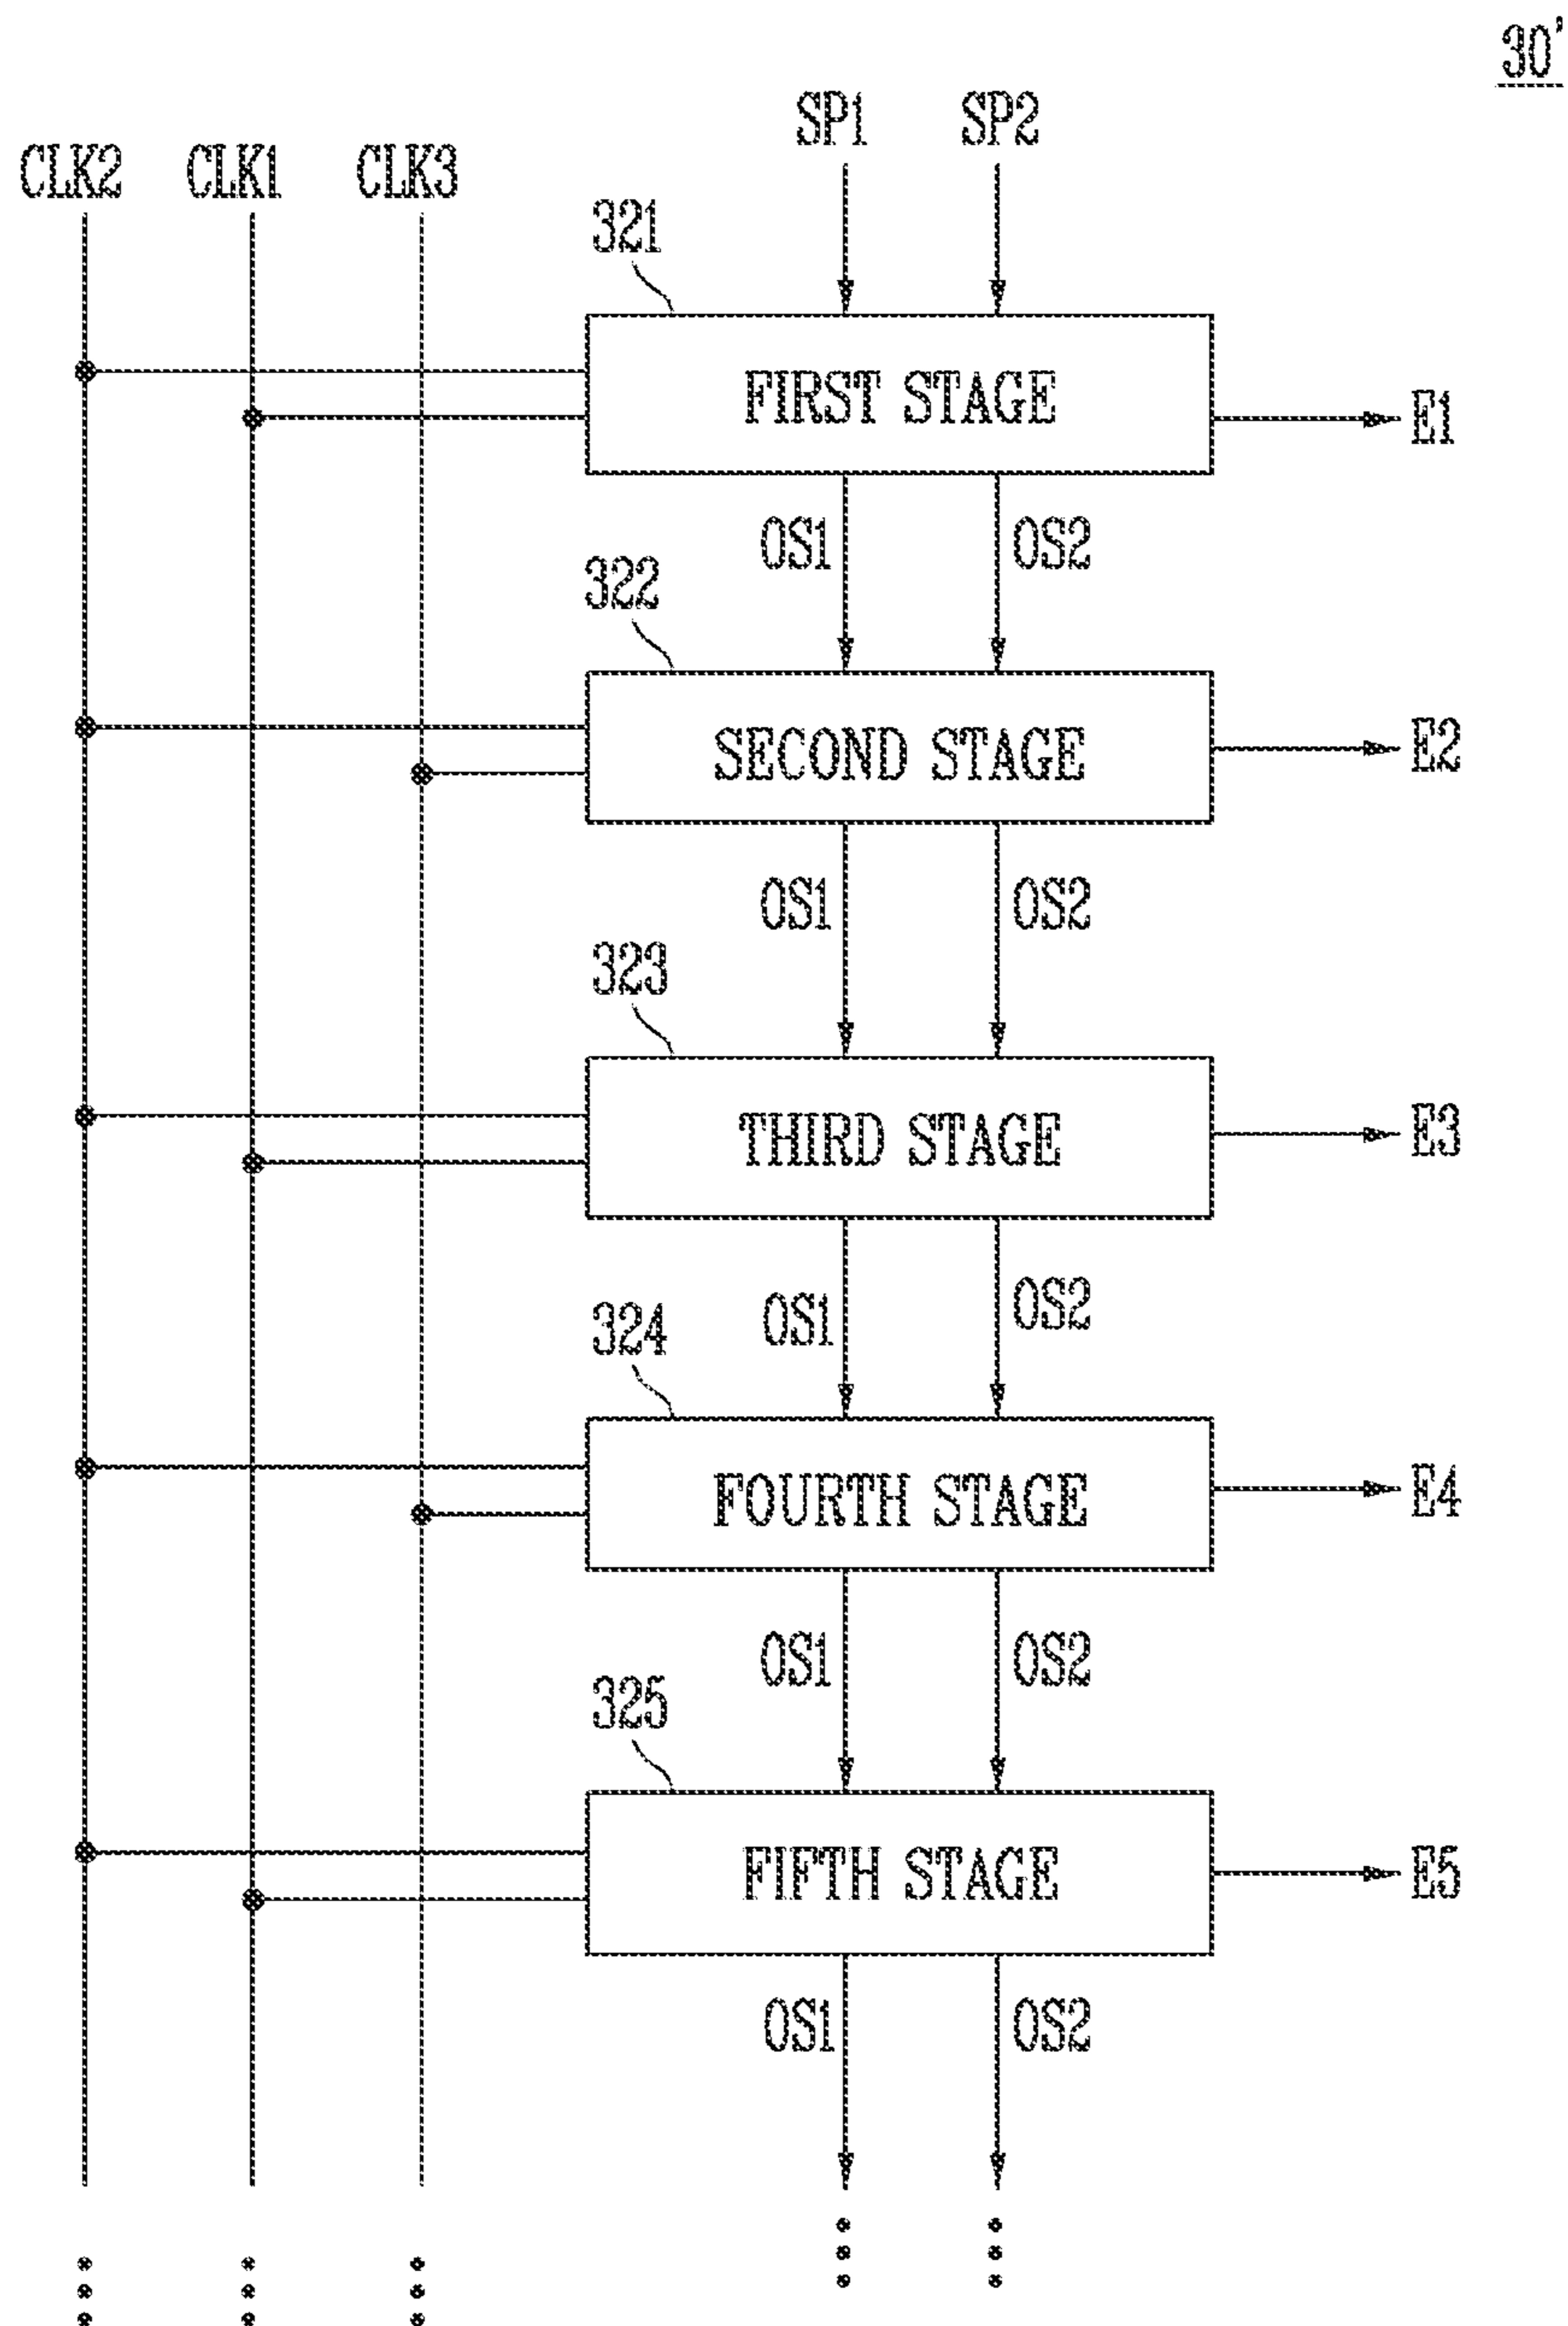 30'
SP1 SP2
CLK2 CLK1 CLK3
321
FIRST STAGE
E1
OS1 OS2
322
SECOND STAGE
E2
OS1 OS2
323
THIRD STAGE
E3
OS1 OS2
324
FOURTH STAGE
E4
OS1 OS2
325
FIFTH STAGE
E5
OS1 OS2